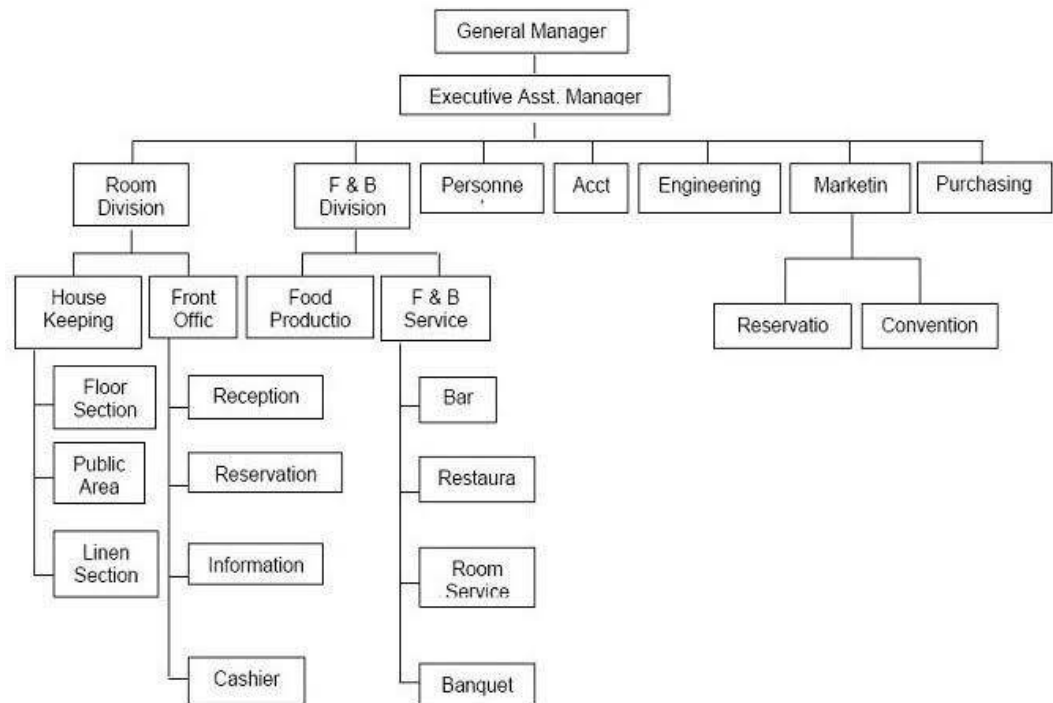 General Manager
Executive Asst. Manager
Room
Division
F & B
Division
Personne
Acct
Engineering
Marketin
Purchasing
House
Keeping
Front
Offic
Food
Productio
F & B
Service
Reservatio
Convention
Floor
Section
Reception
Bar
Public
Area
Reservation
Restaura
Linen
Section
Information
Room
Service
Cashier
Banquet